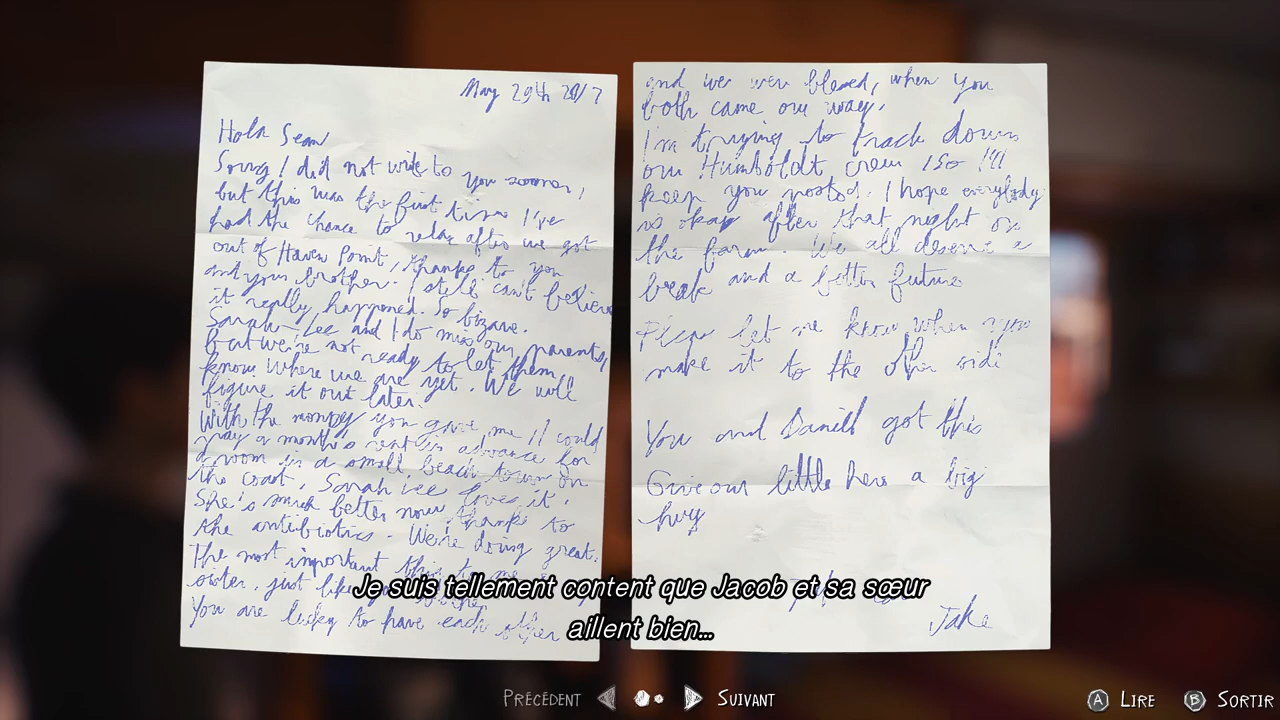 May 29th 2017
Hola Sean
Sorry I did not write to you sooner,
but this was the first time I've
had the chance to relax after we got
out of Haven Point, thanks to you
and your brother. I still can't believe
it really happened. So bizare.
Sarah-Lee and I do miss our parents,
but we're not ready to let them
know where we are yet. We will
figure it out later.
With the money you gave me I could
pay a month's rent in advance for
a room in a small beach town on
the coast. Sarah Lee loves it.
She's much better now, thanks to
the antibiotics. We're doing great.
The most important thing to me
sister, just like brother.
You are lucky to have each other
and we were blessed, when you
both came our way.
I'm trying to track down
our Humboldt crew so I'll
keep you posted. I hope everybody
is okay after that night on
the farm. We all deserve a
break and a better future
Please let me know when you
make it to the other side
You and Daniel got this
Give our little hero a big
hug
Jake
Je suis tellement content que Jacob et sa sœur
aillent bien...
PRÉCÉDENT SUIVANT A LIRE B SORTIR